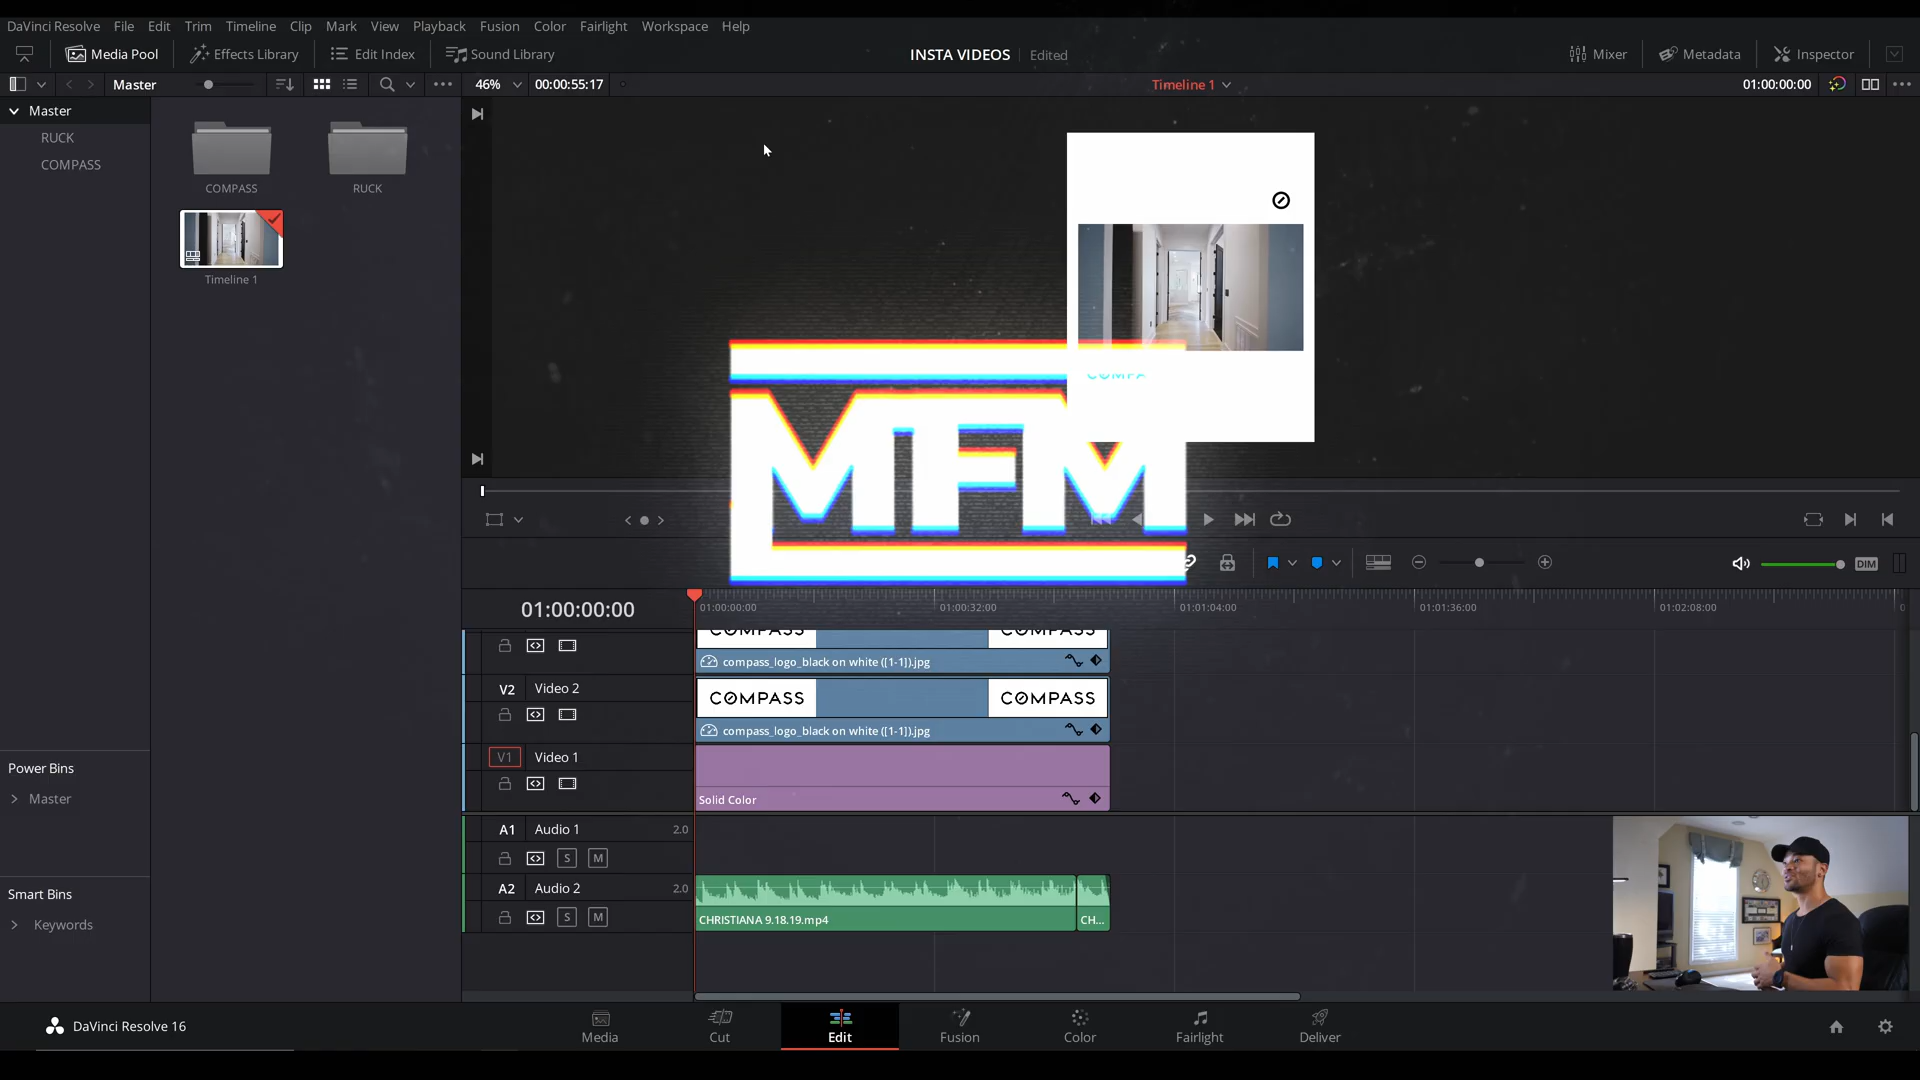 DaVinci Resolve File Edit Trim Timeline Clip Mark View Playback Fusion Color Fairlight Workspace Help
Media Pool Effects Library Edit Index Sound Library INSTA VIDEOS Edited Mixer Metadata Inspector
Master 46% 00:00:55:17 Timeline 1 01:00:00:00
Master
RUCK
COMPASS
COMPASS RUCK
Timeline 1
MFM
DIM
01:00:00:00 01:00:00:00 01:00:32:00 01:01:04:00 01:01:36:00 01:02:08:00
COMPASS COMPASS
compass_logo_black on white ([1-1]).jpg
V2 Video 2 COMPASS COMPASS
compass_logo_black on white ([1-1]).jpg
V1 Video 1
Solid Color
Power Bins
Master
A1 Audio 1 2.0
S M
A2 Audio 2 2.0
S M CHRISTIANA 9.18.19.mp4 CH...
Smart Bins
Keywords
DaVinci Resolve 16 Media Cut Edit Fusion Color Fairlight Deliver